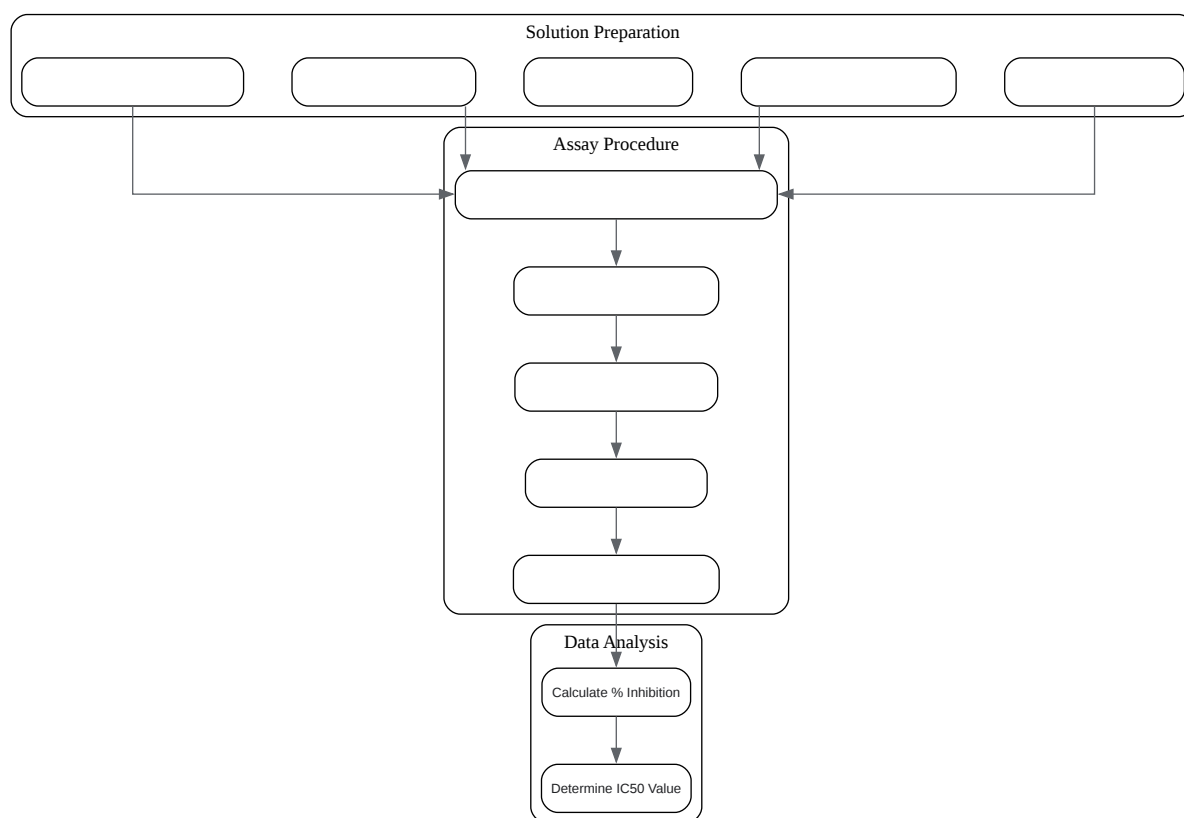 Solution Preparation
Assay Procedure
Data Analysis
Calculate % Inhibition
Determine IC50 Value